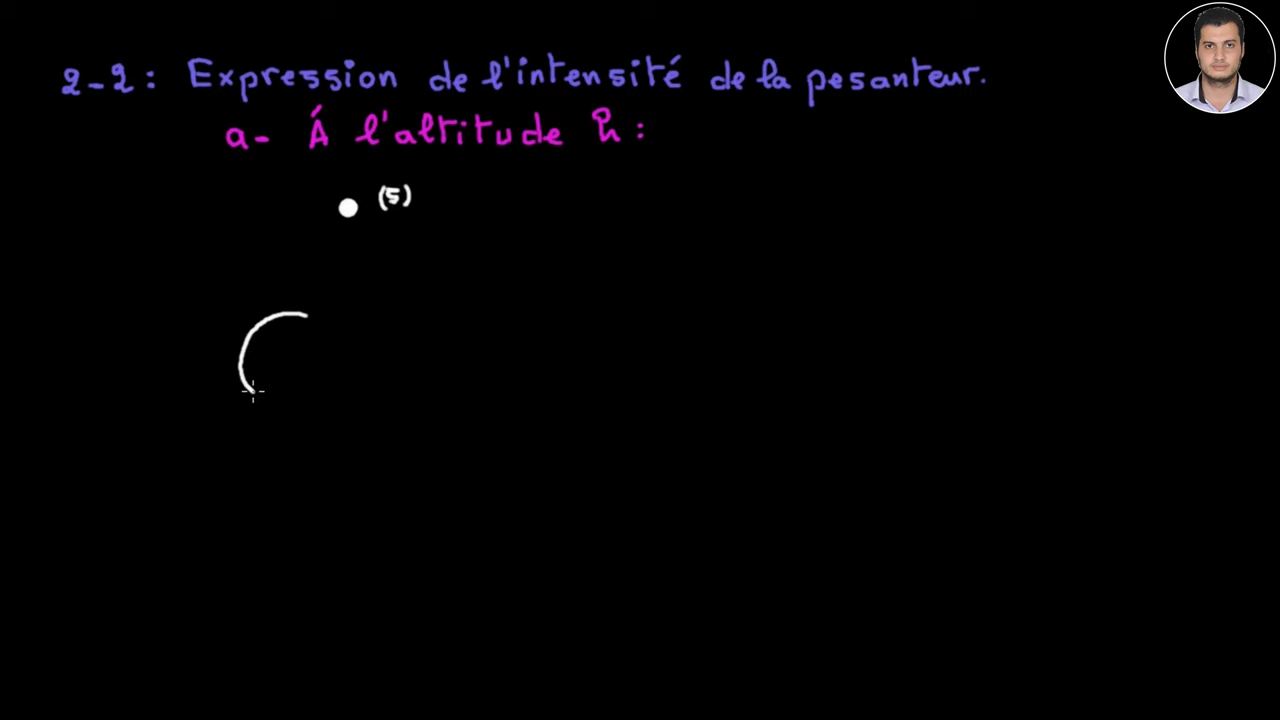 2-2: Expression de l'intensité de la pesanteur.
a- Á l'altitude h:
(S)